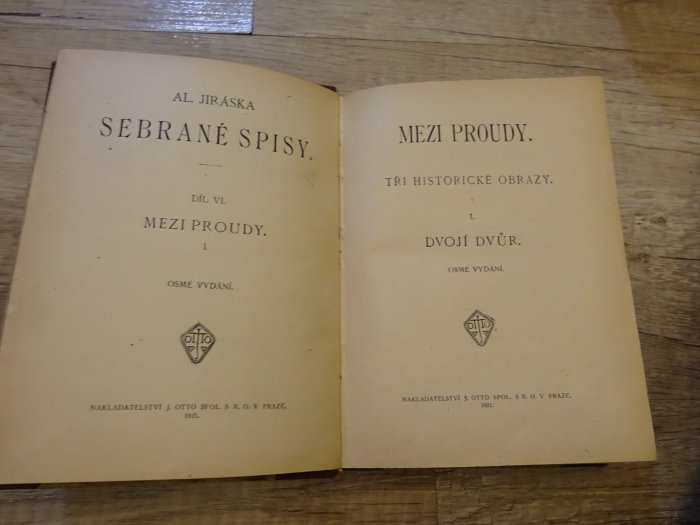 AL. JIRÁSKA
SEBRANÉ SPISY.
DÍL VI.
MEZI PROUDY.
I.
OSMÉ VYDÁNÍ.
OTTO
NAKLADATELSTVÍ J. OTTO SPOL. S R. O. V PRAZE.
1921.
MEZI PROUDY.
TŘI HISTORICKÉ OBRAZY.
I.
DVOJÍ DVŮR.
OSMÉ VYDÁNÍ.
OTTO
NAKLADATELSTVÍ J. OTTO SPOL. S R. O. V PRAZE.
1921.